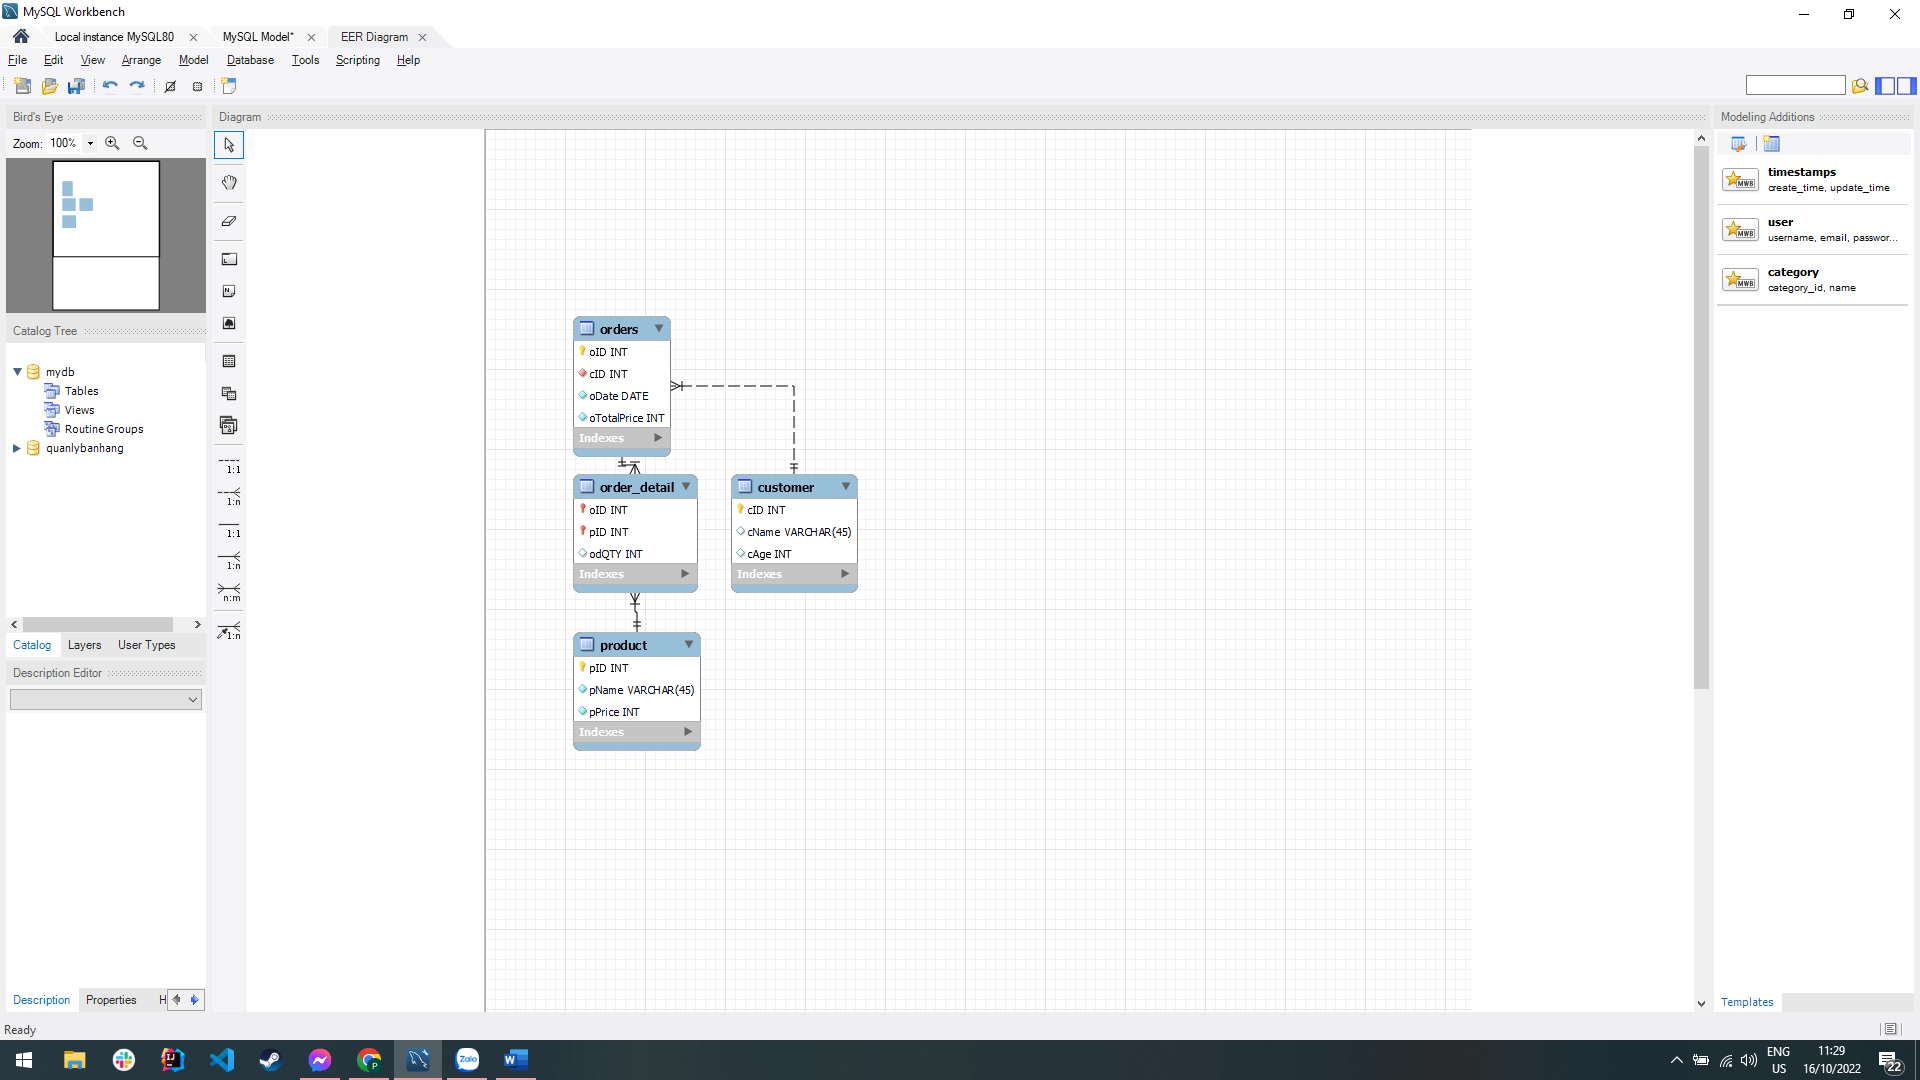 MySQL Workbench
Local instance MySQL80
MySQL Model*
EER Diagram
File Edit View Arrange Model Database Tools Scripting Help
Bird's Eye
Zoom: 100%
Catalog Tree
mydb
Tables
Views
Routine Groups
quanlybanhang
Catalog Layers User Types
Description Editor
Description Properties H
Diagram
1:1
1:n
1:1
1:n
n:m
1:n
orders
oID INT
cID INT
oDate DATE
oTotalPrice INT
Indexes
order_detail
oID INT
pID INT
odQTY INT
Indexes
customer
cID INT
cName VARCHAR(45)
cAge INT
Indexes
product
pID INT
pName VARCHAR(45)
pPrice INT
Indexes
Modeling Additions
MWB
timestamps
create_time, update_time
MWB
user
username, email, passwor...
MWB
category
category_id, name
Templates
Ready
Zalo
ENG
US
11:29
16/10/2022
22